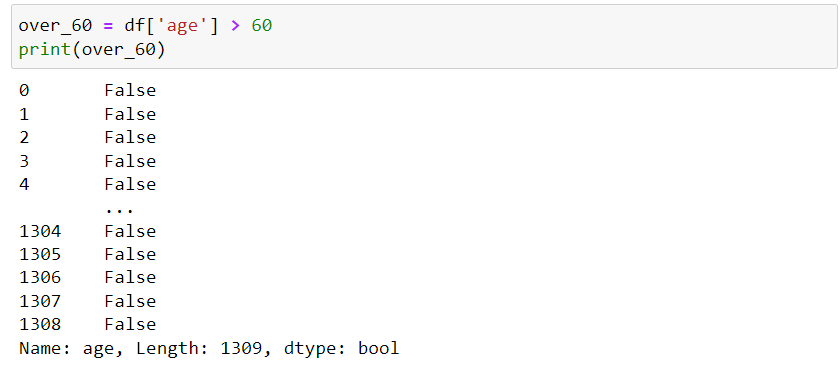 over_60 = df['age'] > 60
print(over_60)
0       False
1       False
2       False
3       False
4       False
        ...
1304    False
1305    False
1306    False
1307    False
1308    False
Name: age, Length: 1309, dtype: bool